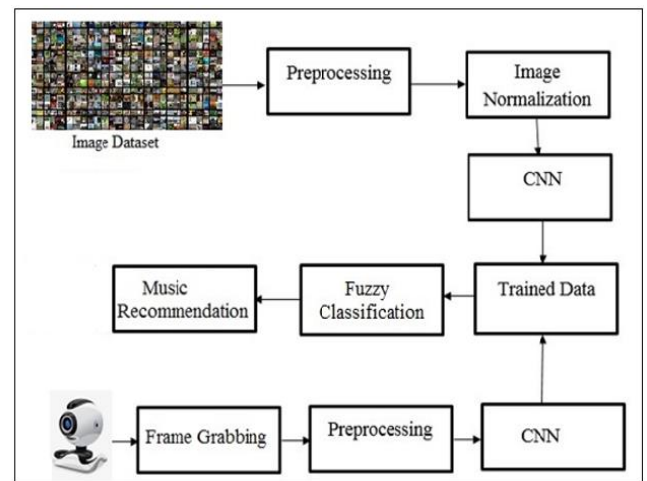 Preprocessing
Image
Normalization
Image Dataset
CNN
Music
Recommendation
Fuzzy
Classification
Trained Data
Frame Grabbing
Preprocessing
CNN